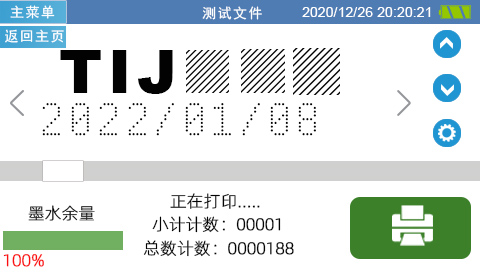 主菜单
测试文件
2020/12/26 20:20:21
返回主页
TIJ
2022/01/08
墨水余量
100%
正在打印.....
小计计数：00001
总数计数：0000188